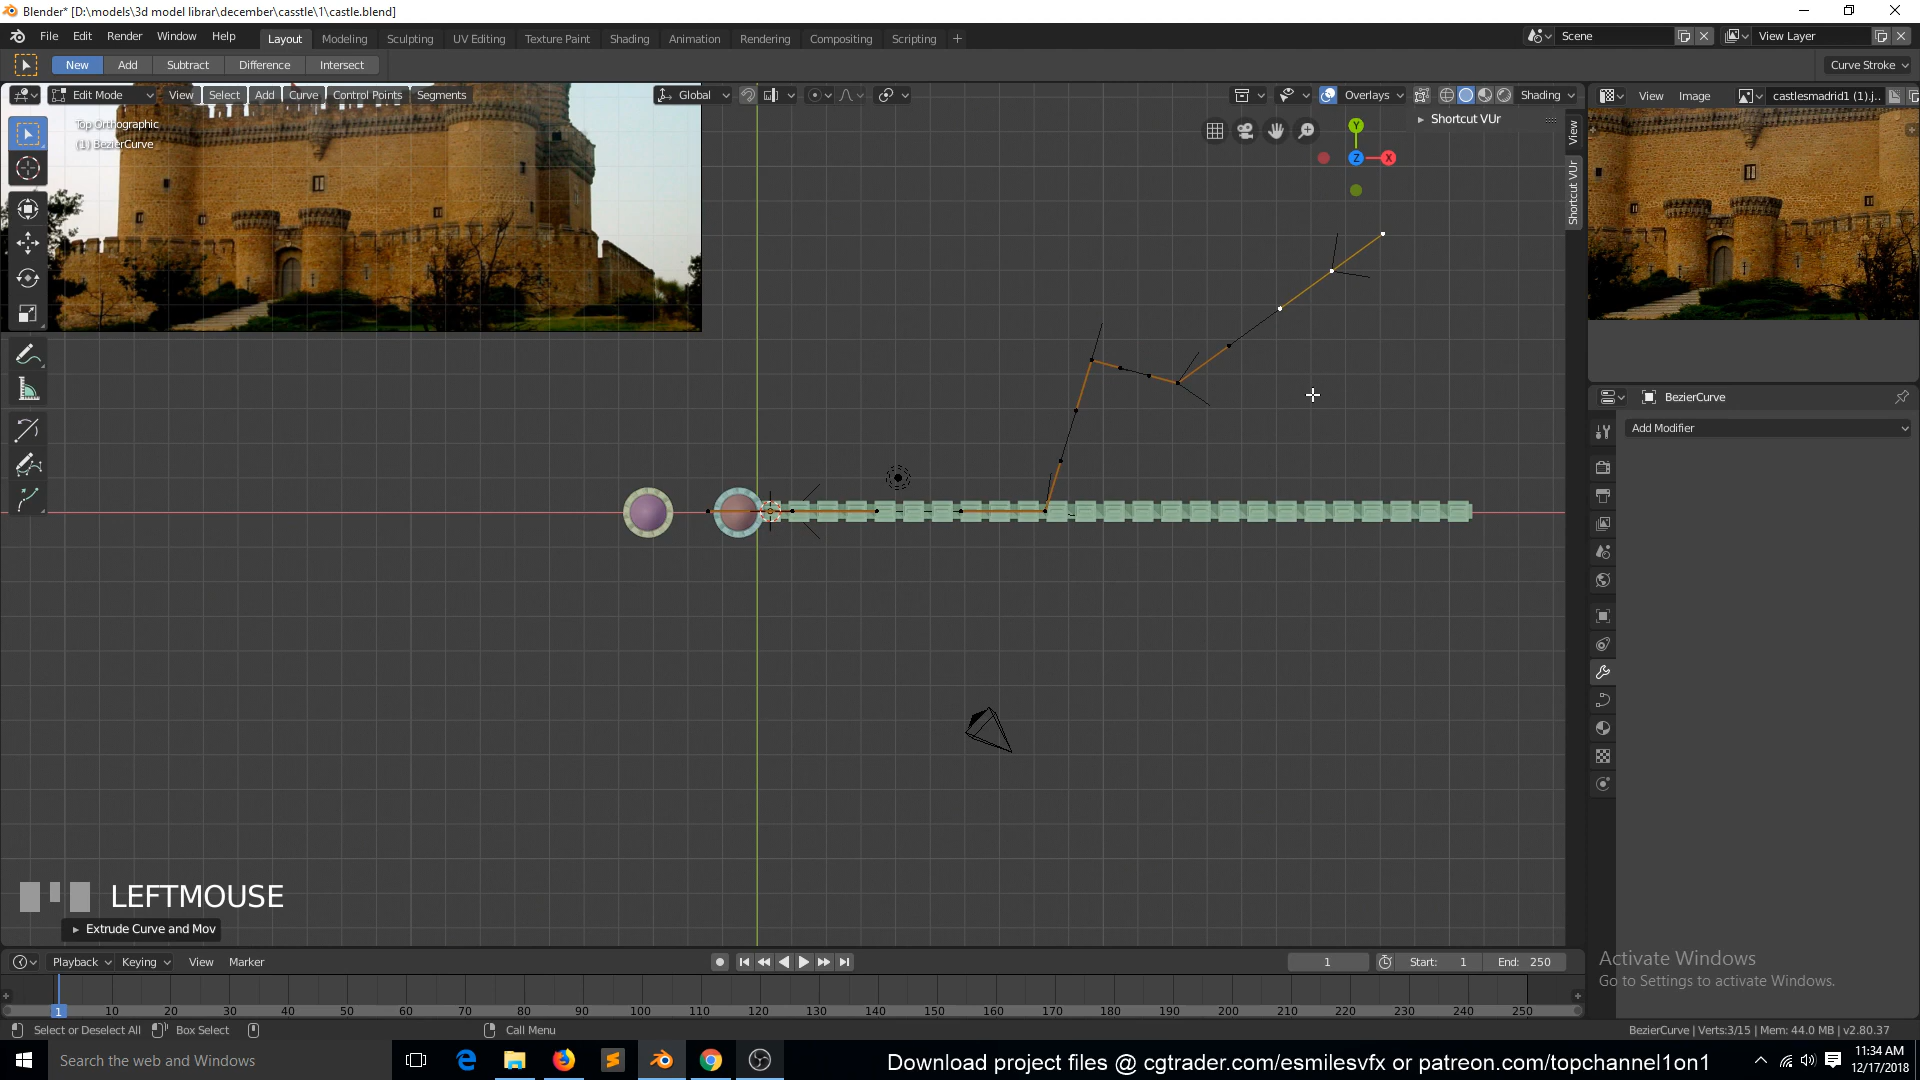 Blender* [D:\models\3d model librar\december\casstle\1\castle.blend]
File Edit Render Window Help Layout Modeling Sculpting UV Editing Texture Paint Shading Animation Rendering Compositing Scripting + Scene View Layer
New Add Subtract Difference Intersect Curve Stroke
Edit Mode View Select Add Curve Control Points Segments Global Overlays Shading View Image castlesmadrid1 (1).j..
Top Orthographic
(1) BezierCurve
Shortcut VUr
Y
Z X
View
Shortcut VUr
BezierCurve
Add Modifier
LEFTMOUSE
Extrude Curve and Mov
Activate Windows
Go to Settings to activate Windows.
Playback Keying View Marker 1 Start: 1 End: 250
1 10 20 30 40 50 60 70 80 90 100 110 120 130 140 150 160 170 180 190 200 210 220 230 240 250
Select or Deselect All Box Select Call Menu BezierCurve | Verts:3/15 | Mem: 44.0 MB | v2.80.37
Search the web and Windows
Download project files @ cgtrader.com/esmilesvfx or patreon.com/topchannel1on1
11:34 AM
12/17/2018